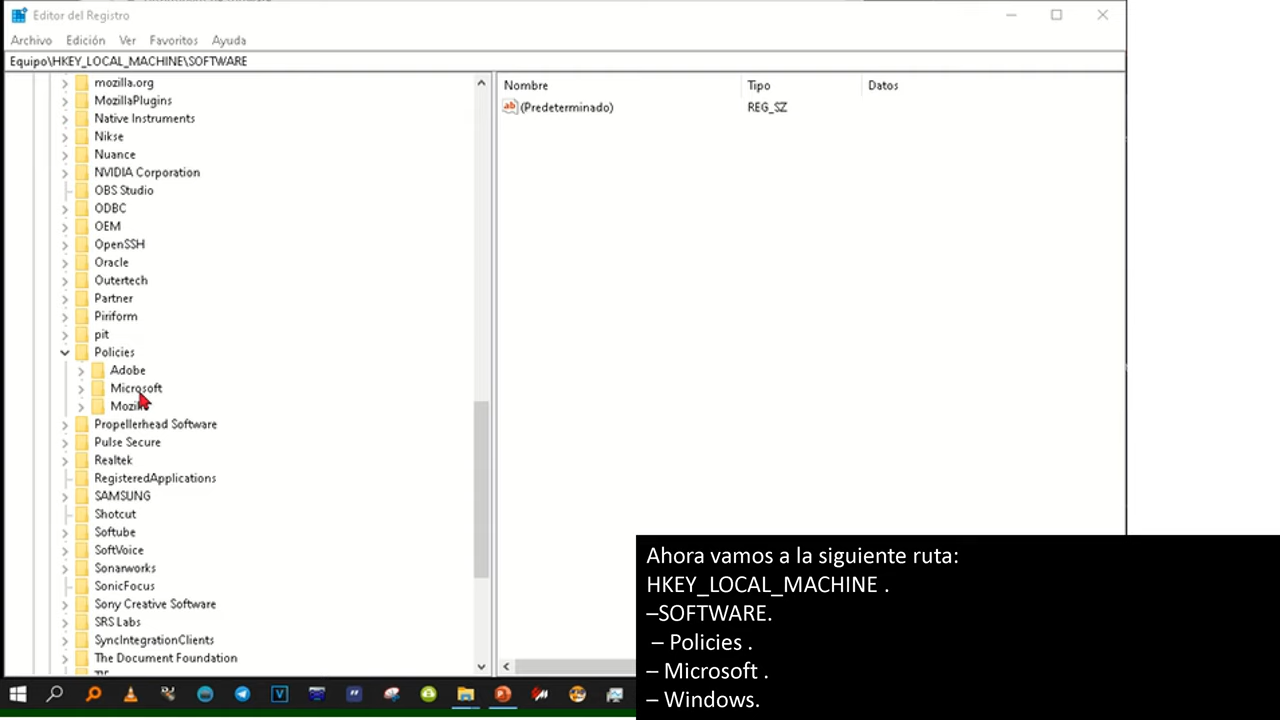 Editor del Registro
Archivo Edición Ver Favoritos Ayuda
Equipo\HKEY_LOCAL_MACHINE\SOFTWARE
mozilla.org
MozillaPlugins
Native Instruments
Nikse
Nuance
NVIDIA Corporation
OBS Studio
ODBC
OEM
OpenSSH
Oracle
Outertech
Partner
Piriform
pit
Policies
Adobe
Microsoft
Propellerhead Software
Pulse Secure
Realtek
RegisteredApplications
SAMSUNG
Shotcut
Softube
SoftVoice
Sonarworks
SonicFocus
Sony Creative Software
SRS Labs
SyncIntegrationClients
The Document Foundation
Nombre Tipo Datos
ab (Predeterminado) REG_SZ
Ahora vamos a la siguiente ruta:
HKEY_LOCAL_MACHINE .
–SOFTWARE.
– Policies .
– Microsoft .
– Windows.